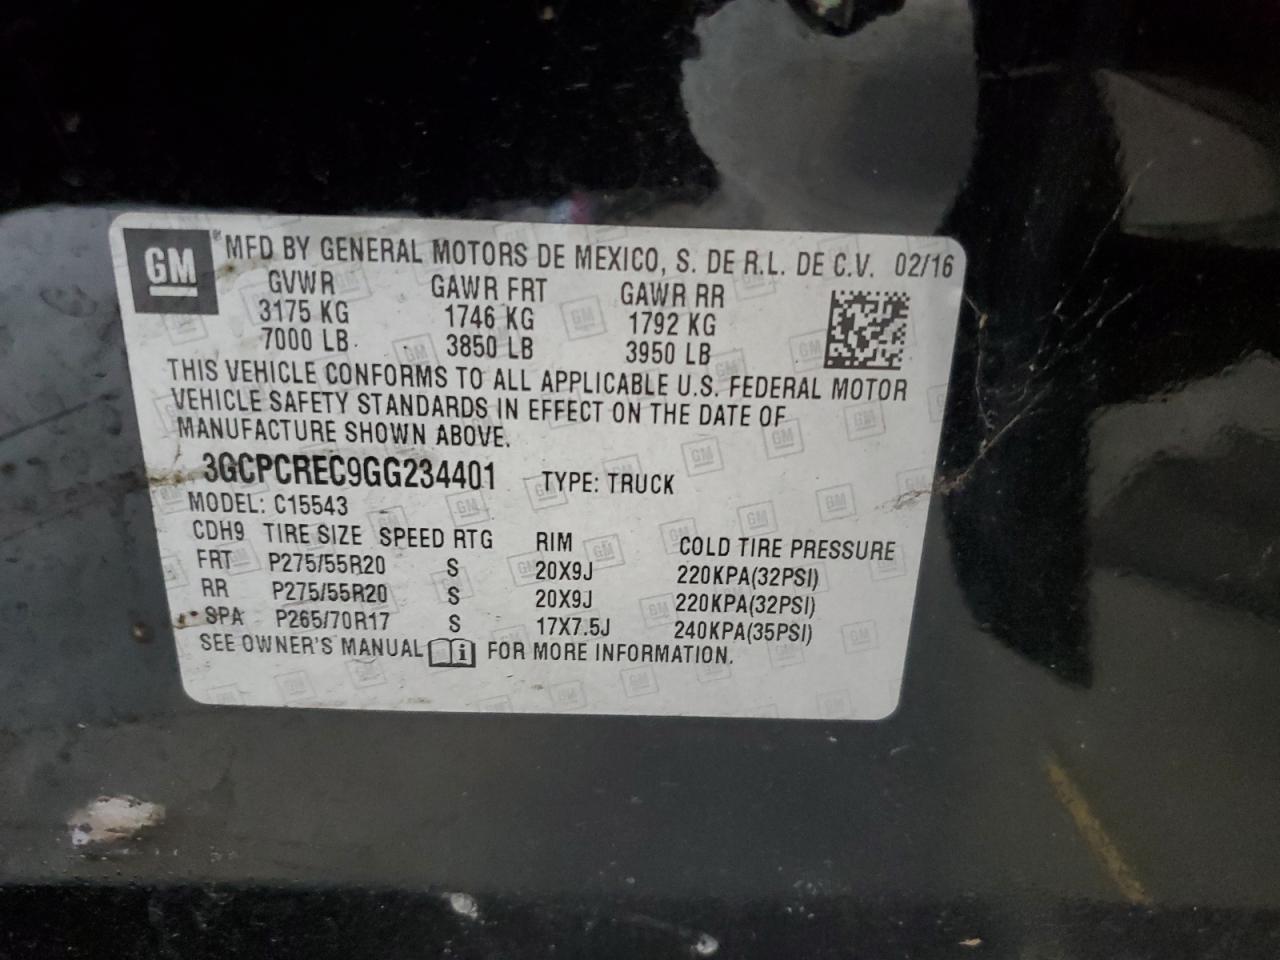 GM ® MFD BY GENERAL MOTORS DE MEXICO, S. DE R.L. DE C.V. 02/16
GVWR GAWR FRT GAWR RR
3175 KG 1746 KG 1792 KG
7000 LB 3850 LB 3950 LB
THIS VEHICLE CONFORMS TO ALL APPLICABLE U.S. FEDERAL MOTOR
VEHICLE SAFETY STANDARDS IN EFFECT ON THE DATE OF
MANUFACTURE SHOWN ABOVE.
3GCPCREC9GG234401 TYPE: TRUCK
MODEL: C15543
CDH9 TIRE SIZE SPEED RTG RIM COLD TIRE PRESSURE
FRT P275/55R20 S 20X9J 220KPA(32PSI)
RR P275/55R20 S 20X9J 220KPA(32PSI)
SPA P265/70R17 S 17X7.5J 240KPA(35PSI)
SEE OWNER'S MANUAL i FOR MORE INFORMATION.